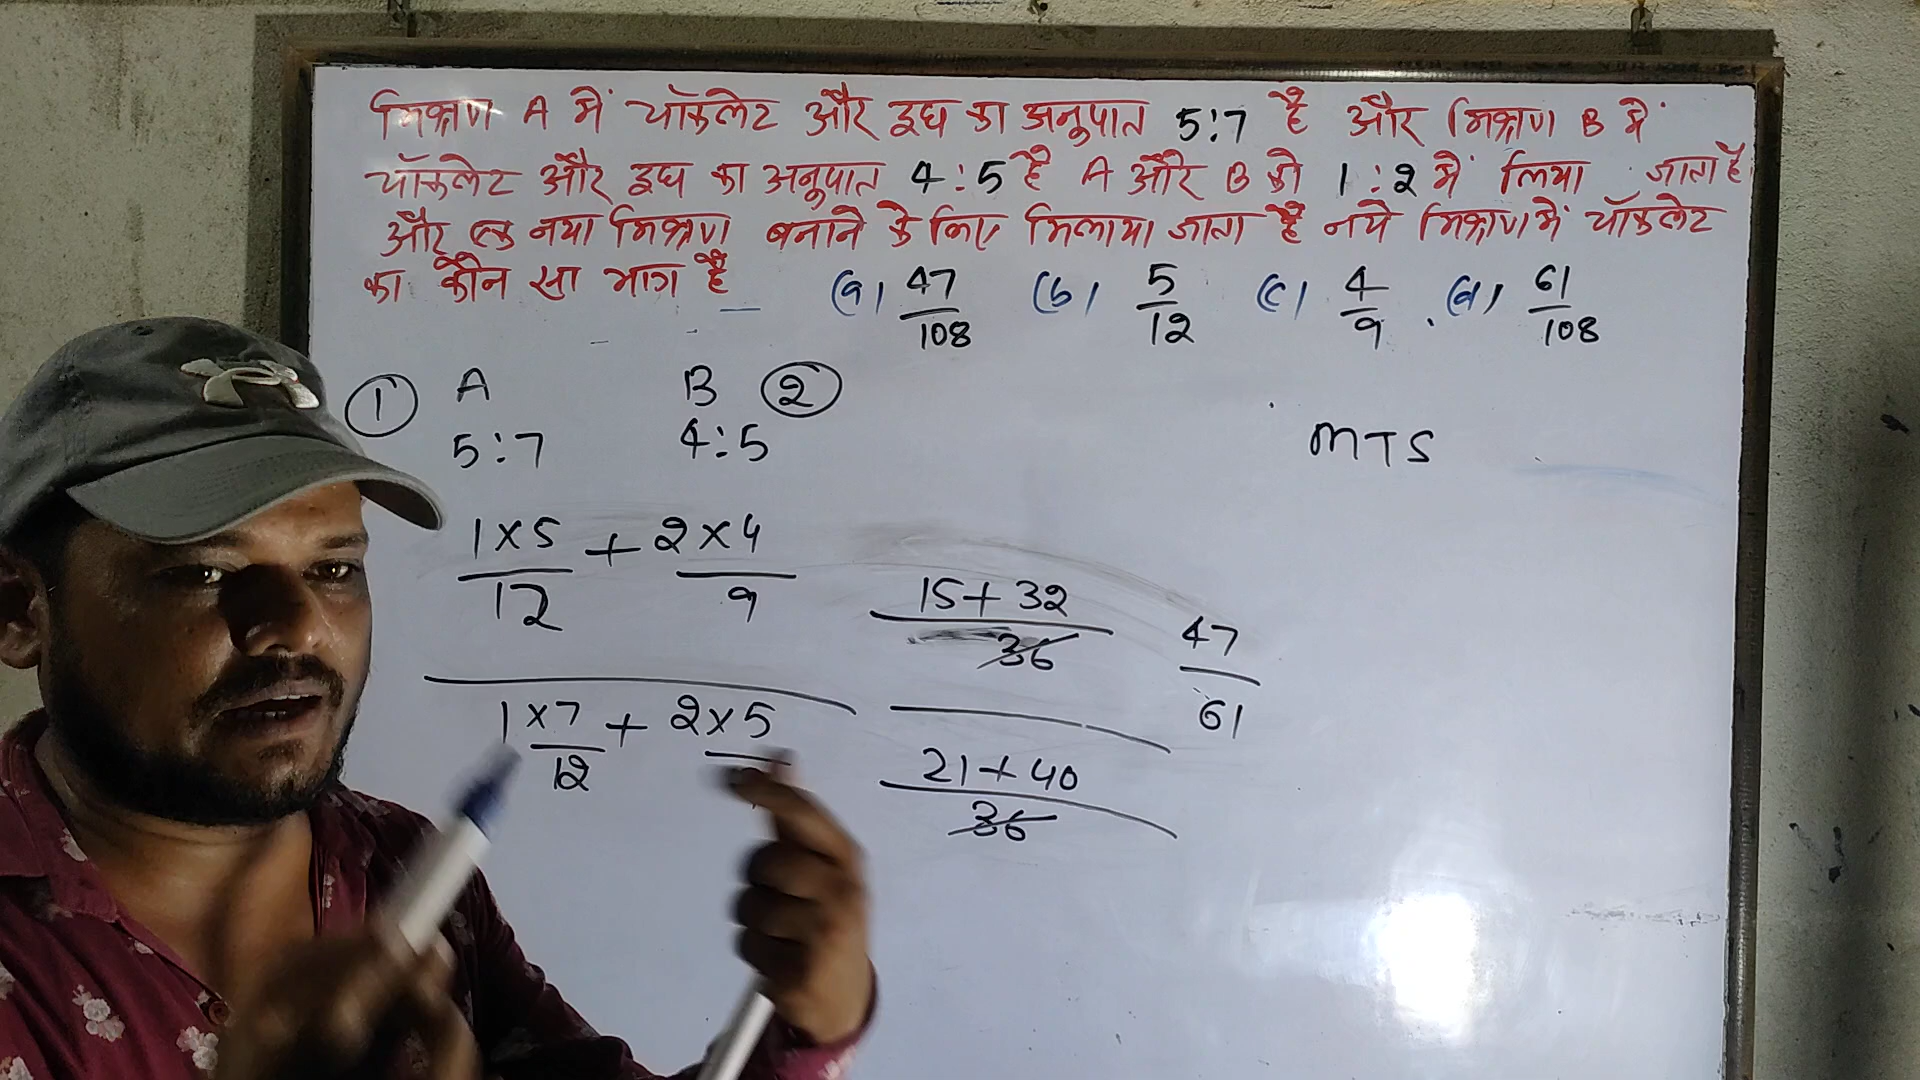 मिश्रण A में चॉकलेट और दूध का अनुपात 5:7 है और मिश्रण B में
चॉकलेट और दूध का अनुपात 4:5 है A और B को 1:2 में लिया जाता है
और एक नया मिश्रण बनाने के लिए मिलाया जाता है नये मिश्रण में चॉकलेट
का कौन सा भाग है
(a) 47/108 (b) 5/12 (c) 4/9 (d) 61/108
① A B ②
5:7 4:5
MTS
1×5/12 + 2×4/9
1×7/12 + 2×5
15+32/36
21+40/36
47/61